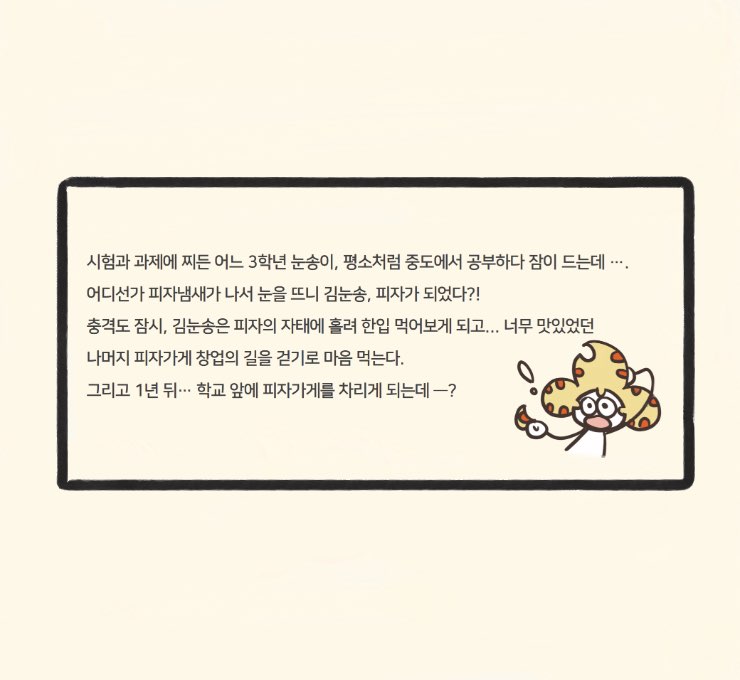 시험과 과제에 찌든 어느 3학년 눈송이, 평소처럼 중도에서 공부하다 잠이 드는데 ….
어디선가 피자냄새가 나서 눈을 뜨니 김눈송, 피자가 되었다?!
충격도 잠시, 김눈송은 피자의 자태에 홀려 한입 먹어보게 되고... 너무 맛있었던
나머지 피자가게 창업의 길을 걷기로 마음 먹는다.
그리고 1년 뒤… 학교 앞에 피자가게를 차리게 되는데 —?